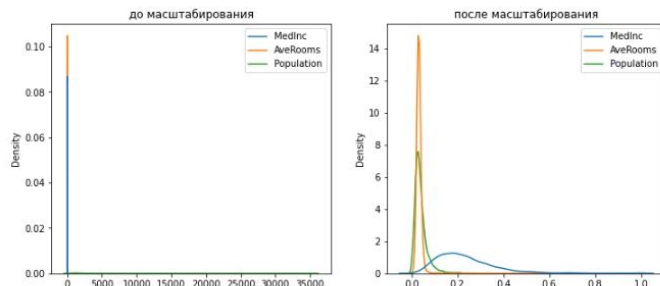 до масштабирования
MedInc
AveRooms
Population
Density
0.10
0.08
0.06
0.04
0.02
0.00
0
5000
10000
15000
20000
25000
30000
35000
после масштабирования
MedInc
AveRooms
Population
Density
14
12
10
8
6
4
2
0
0.0
0.2
0.4
0.6
0.8
1.0